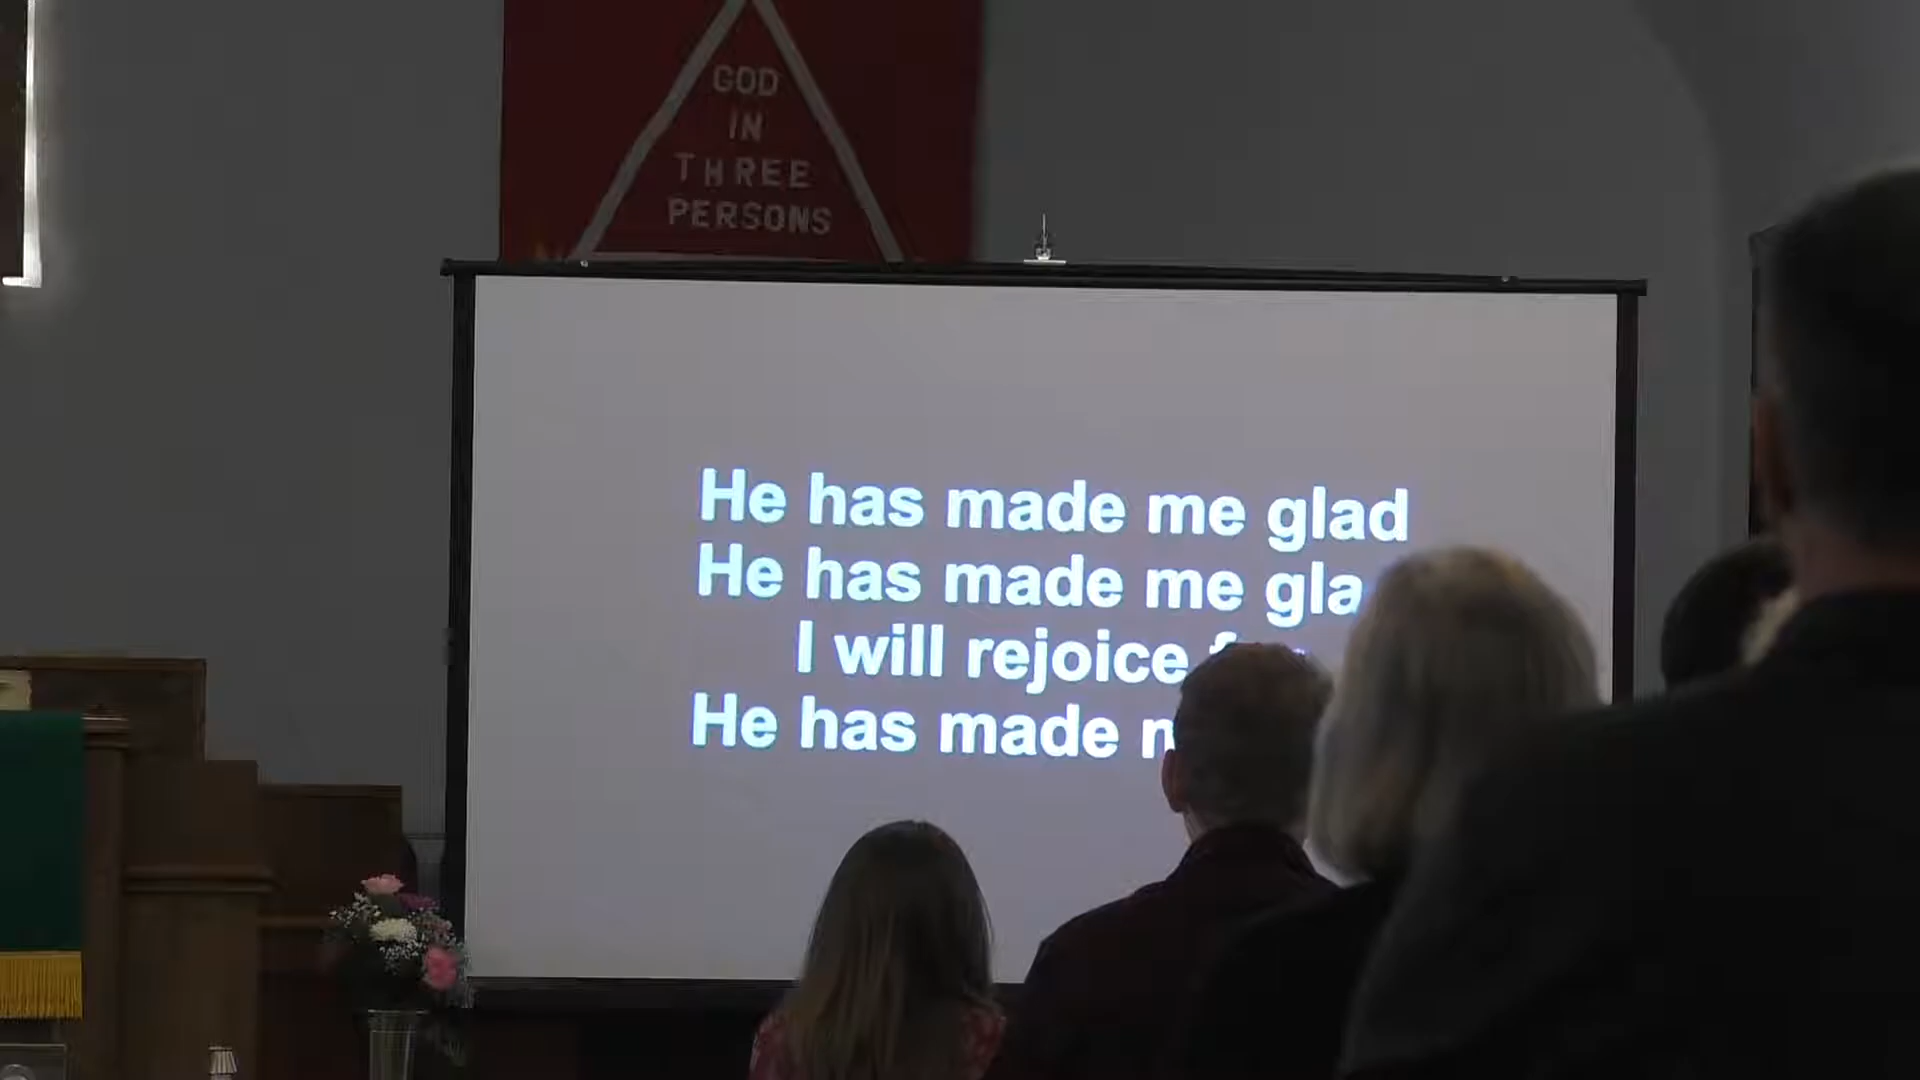 GOD
IN
THREE
PERSONS
He has made me glad
He has made me gla
I will rejoice
He has made